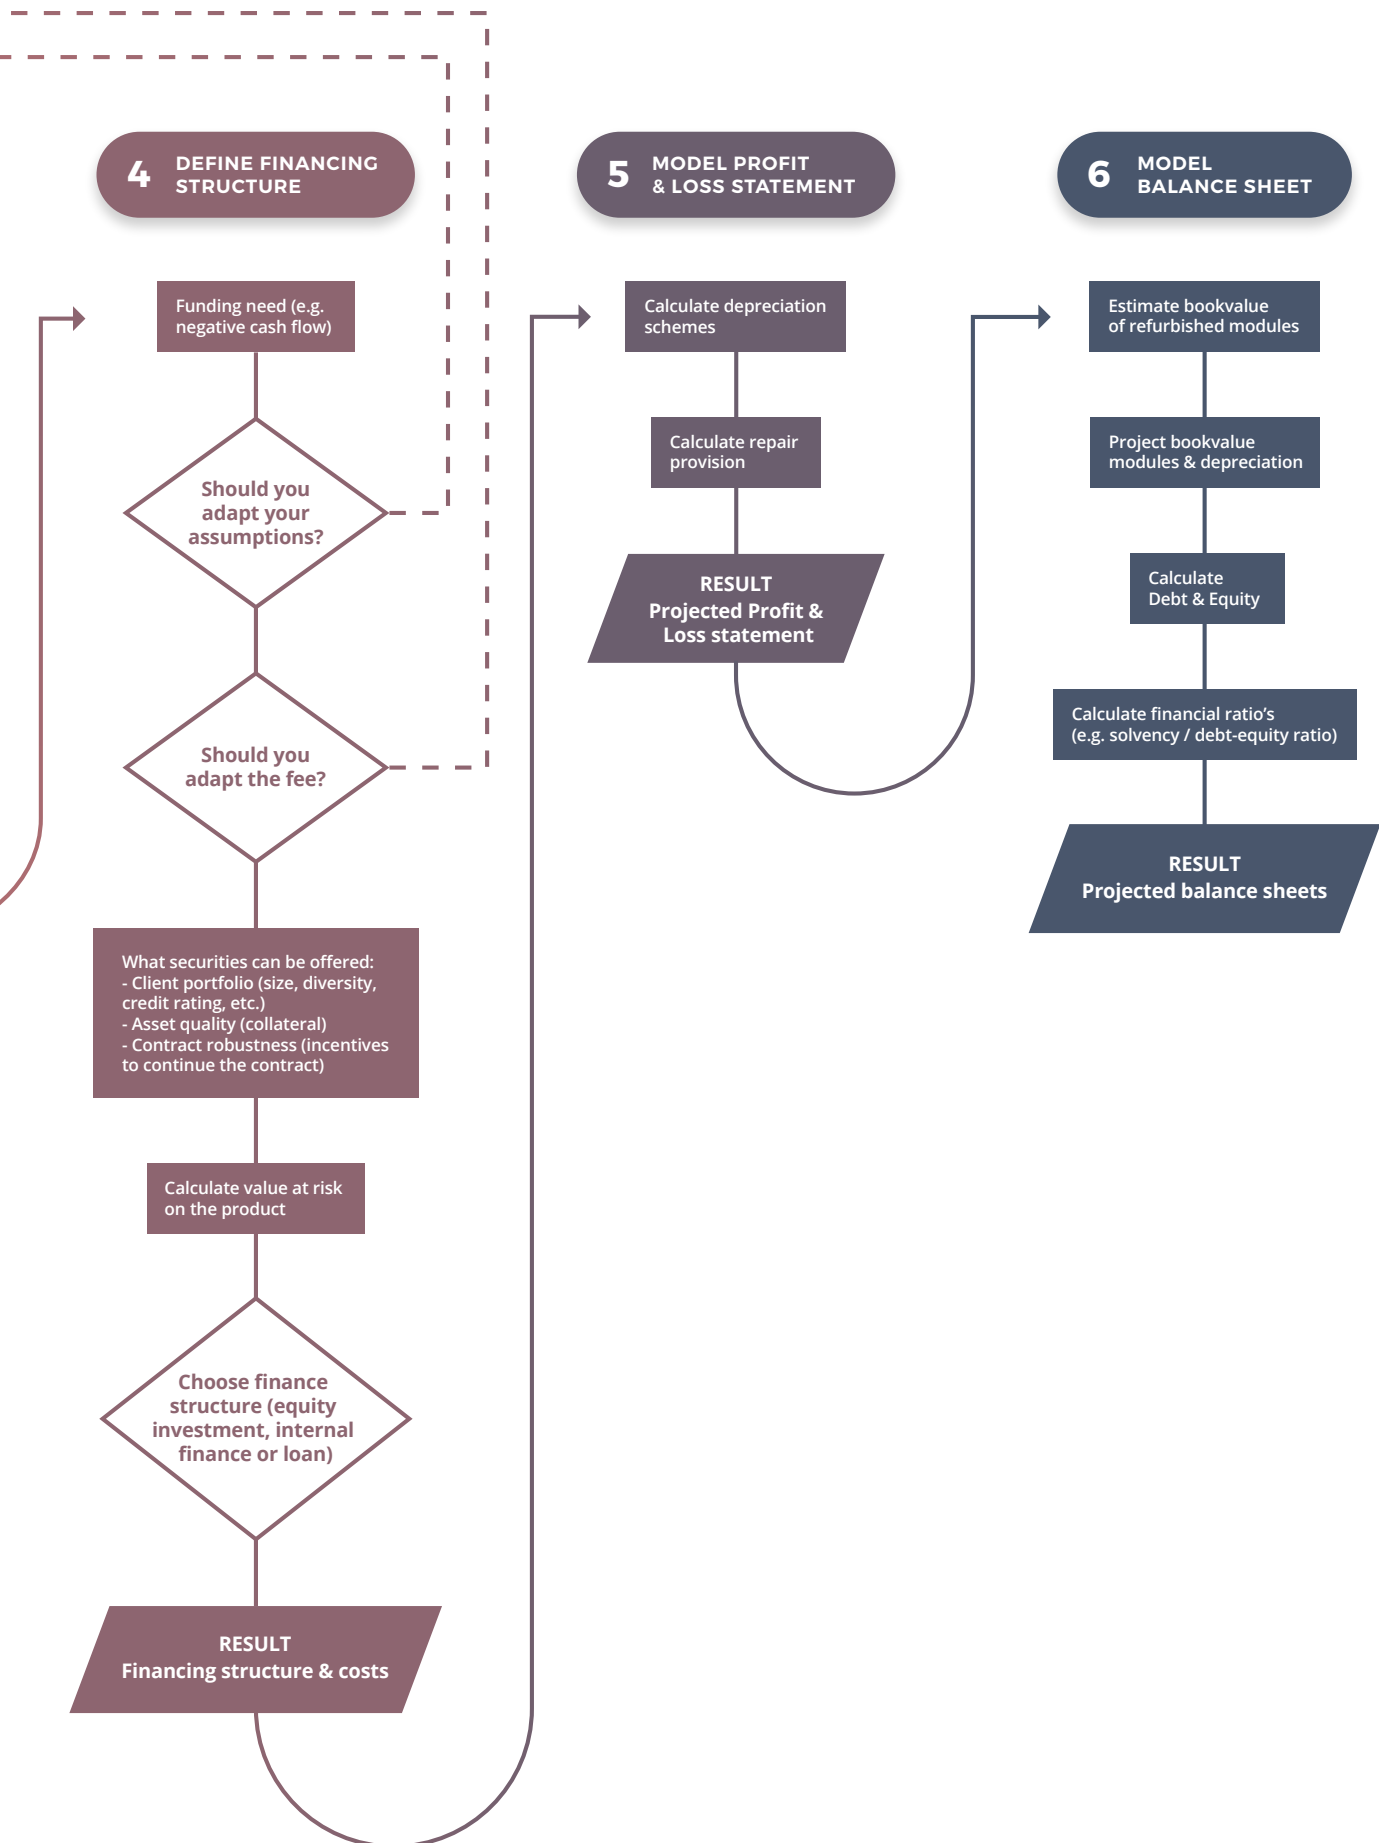 4
DEFINE FINANCING
STRUCTURE
Funding need (e.g.
negative cash flow)
Should you
adapt your
assumptions?
Should you
adapt the fee?
What securities can be offered:
- Client portfolio (size, diversity,
credit rating, etc.)
- Asset quality (collateral)
- Contract robustness (incentives
to continue the contract)
Calculate value at risk
on the product
Choose finance
structure (equity
investment, internal
finance or loan)
RESULT
Financing structure & costs
5
MODEL PROFIT
& LOSS STATEMENT
Calculate depreciation
schemes
Calculate repair
provision
RESULT
Projected Profit &
Loss statement
6
MODEL
BALANCE SHEET
Estimate bookvalue
of refurbished modules
Project bookvalue
modules & depreciation
Calculate
Debt & Equity
Calculate financial ratio’s
(e.g. solvency / debt-equity ratio)
RESULT
Projected balance sheets